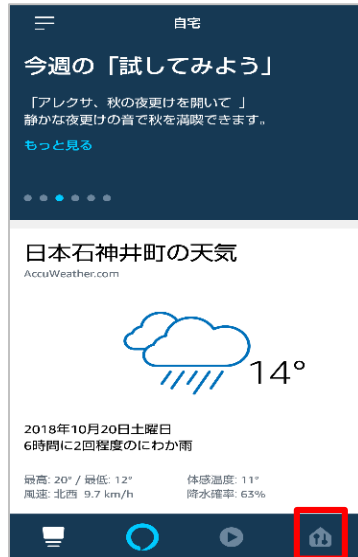 自宅
今週の「試してみよう」
「アレクサ、秋の夜更けを開いて 」
静かな夜更けの音で秋を満喫できます。
もっと見る
日本石神井町の天気
AccuWeather.com
14°
2018年10月20日土曜日
6時間に2回程度のにわか雨
最高: 20° / 最低: 12° 体感温度: 11°
風速: 北西 9.7 km/h 降水確率: 63%